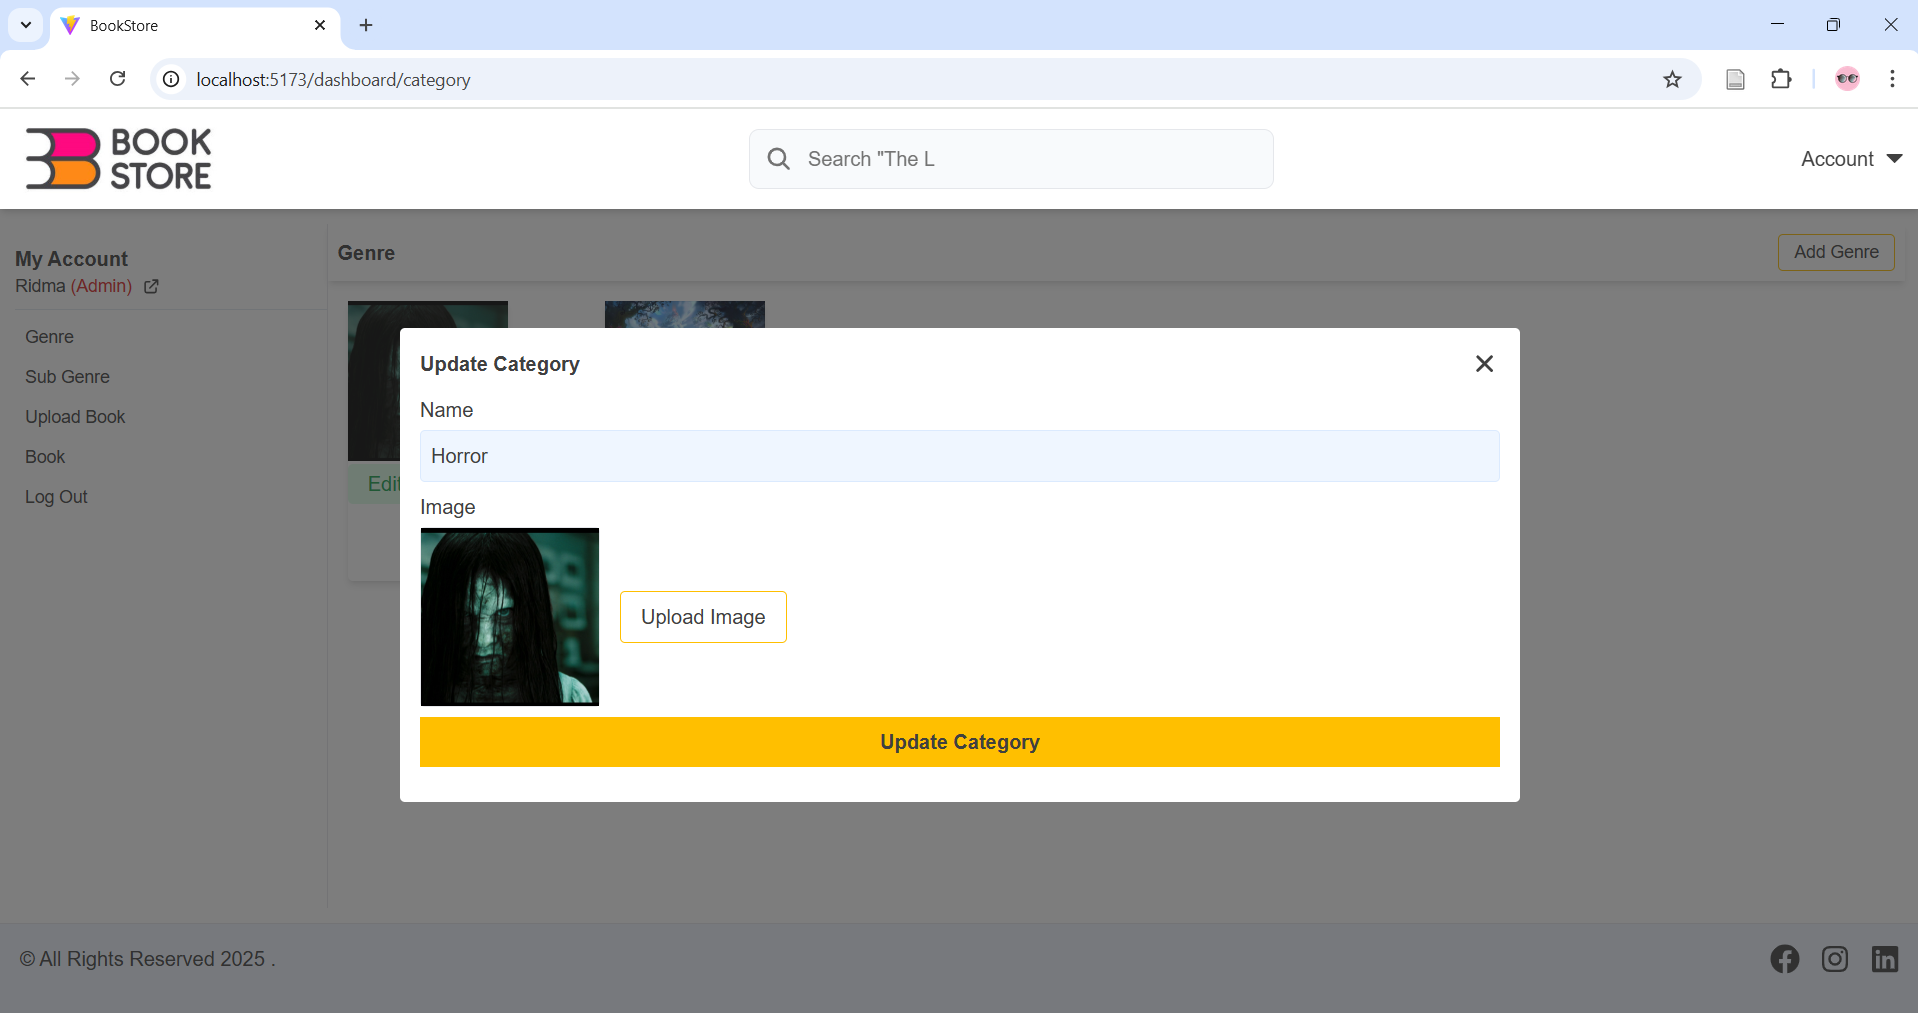 BookStore
localhost:5173/dashboard/category
BOOK
STORE
Search "The L
Account
My Account
Ridma (Admin)
Genre
Sub Genre
Upload Book
Book
Log Out
Genre
Add Genre
Edit
Update Category
Name
Horror
Image
Upload Image
Update Category
© All Rights Reserved 2025 .